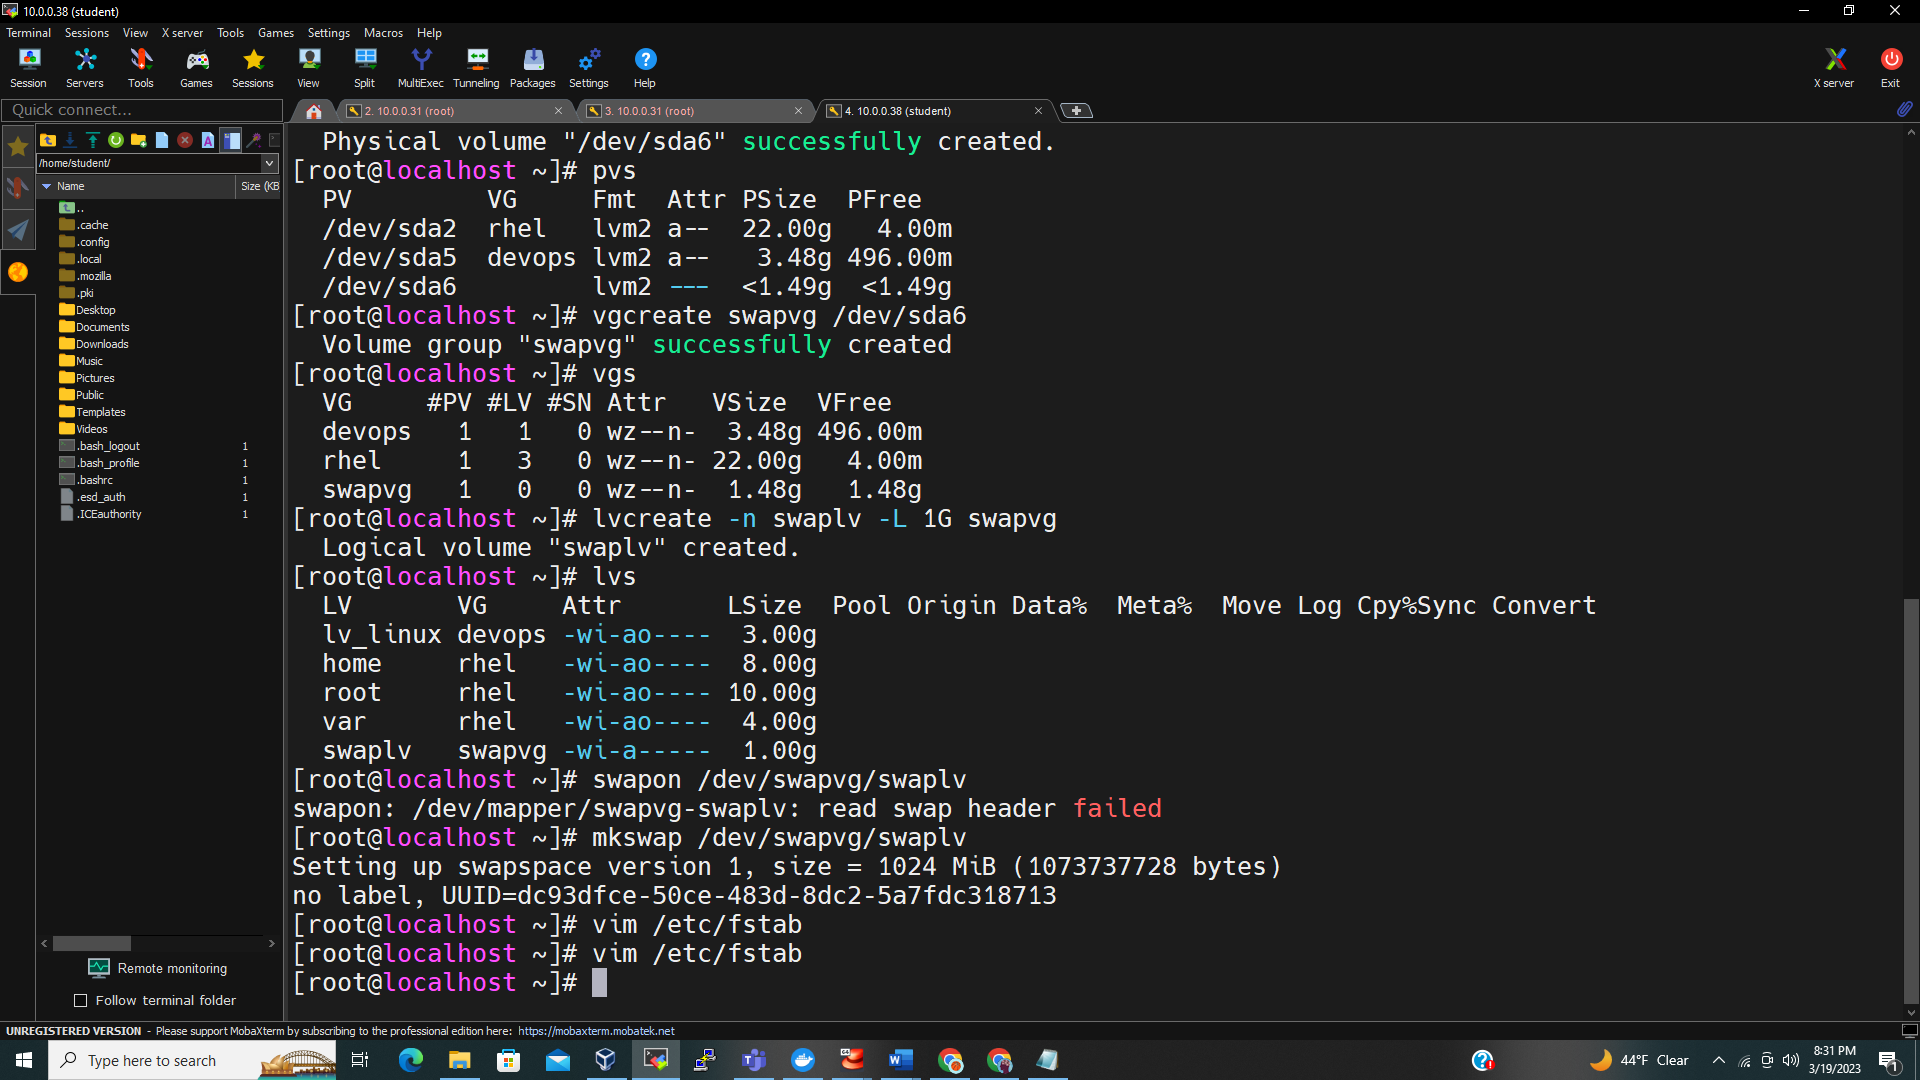 10.0.0.38 (student)
Terminal Sessions View X server Tools Games Settings Macros Help
Session Servers Tools Games Sessions View Split MultiExec Tunneling Packages Settings Help X server Exit
Quick connect...
2. 10.0.0.31 (root)
3. 10.0.0.31 (root)
4. 10.0.0.38 (student)
/home/student/
Name Size (KB
..
.cache
.config
.local
.mozilla
.pki
Desktop
Documents
Downloads
Music
Pictures
Public
Templates
Videos
.bash_logout 1
.bash_profile 1
.bashrc 1
.esd_auth 1
.ICEauthority 1
Remote monitoring
Follow terminal folder
Physical volume "/dev/sda6" successfully created.
[root@localhost ~]# pvs
PV VG Fmt Attr PSize PFree
/dev/sda2 rhel lvm2 a-- 22.00g 4.00m
/dev/sda5 devops lvm2 a-- 3.48g 496.00m
/dev/sda6 lvm2 --- <1.49g <1.49g
[root@localhost ~]# vgcreate swapvg /dev/sda6
Volume group "swapvg" successfully created
[root@localhost ~]# vgs
VG #PV #LV #SN Attr VSize VFree
devops 1 1 0 wz--n- 3.48g 496.00m
rhel 1 3 0 wz--n- 22.00g 4.00m
swapvg 1 0 0 wz--n- 1.48g 1.48g
[root@localhost ~]# lvcreate -n swaplv -L 1G swapvg
Logical volume "swaplv" created.
[root@localhost ~]# lvs
LV VG Attr LSize Pool Origin Data% Meta% Move Log Cpy%Sync Convert
lv_linux devops -wi-ao---- 3.00g
home rhel -wi-ao---- 8.00g
root rhel -wi-ao---- 10.00g
var rhel -wi-ao---- 4.00g
swaplv swapvg -wi-a----- 1.00g
[root@localhost ~]# swapon /dev/swapvg/swaplv
swapon: /dev/mapper/swapvg-swaplv: read swap header failed
[root@localhost ~]# mkswap /dev/swapvg/swaplv
Setting up swapspace version 1, size = 1024 MiB (1073737728 bytes)
no label, UUID=dc93dfce-50ce-483d-8dc2-5a7fdc318713
[root@localhost ~]# vim /etc/fstab
[root@localhost ~]# vim /etc/fstab
[root@localhost ~]#
UNREGISTERED VERSION - Please support MobaXterm by subscribing to the professional edition here: https://mobaxterm.mobatek.net
Type here to search
44°F Clear
8:31 PM
3/19/2023
1